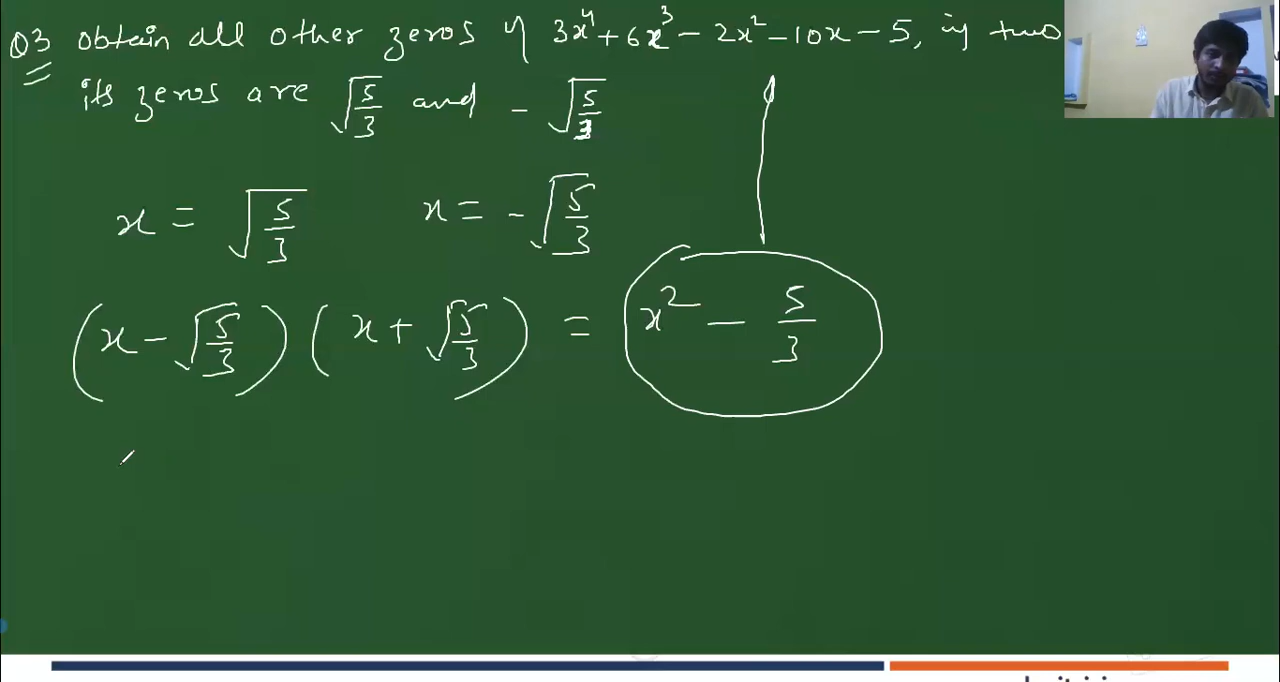 Q3 obtain all other zeros of 3x⁴ + 6x³ - 2x² - 10x - 5, if two
its zeros are √(5/3) and - √(5/3)
x = √(5/3) x = - √(5/3)
(x - √(5/3)) (x + √(5/3)) = x² - 5/3